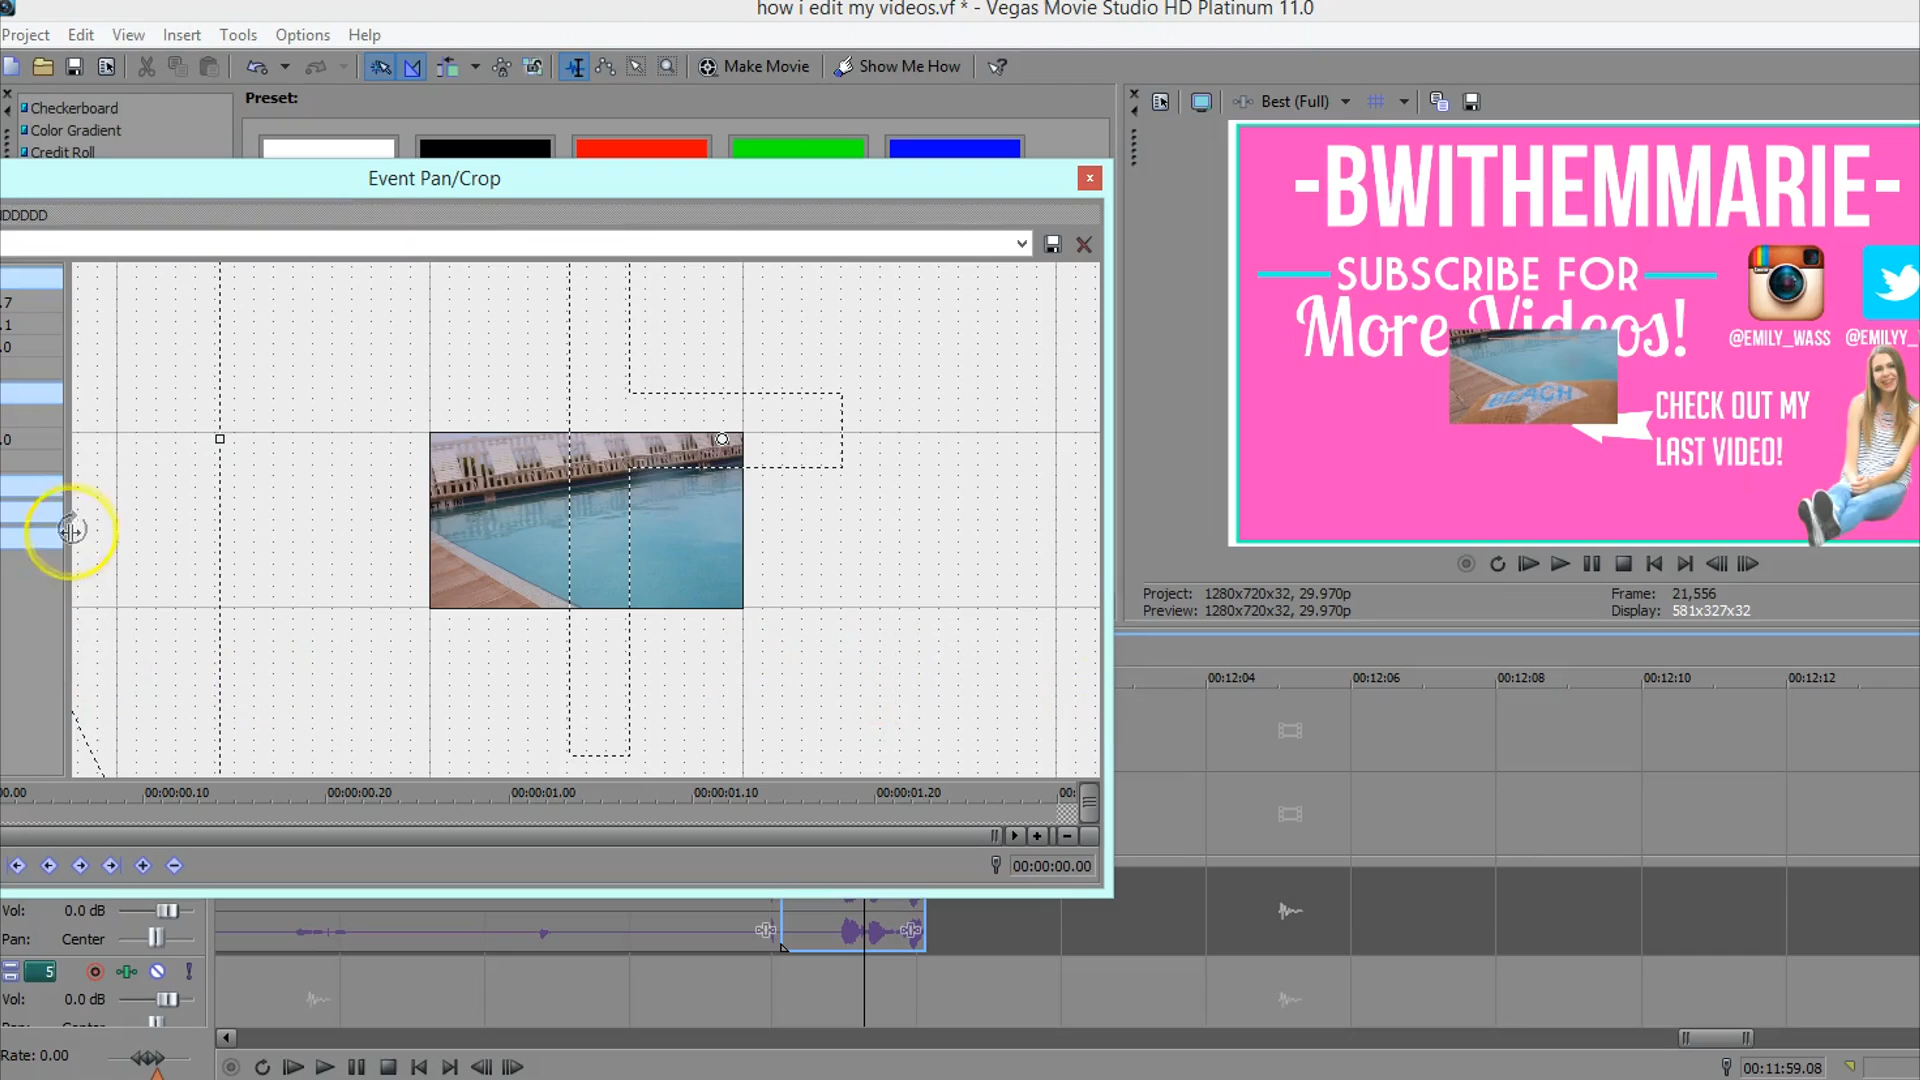 how i edit my videos.vf * - Vegas Movie Studio HD Platinum 11.0
Project Edit View Insert Tools Options Help
Make Movie Show Me How
Checkerboard
Color Gradient
Credit Roll
Preset:
Best (Full)
Event Pan/Crop
DDDDD
.7
.1
.0
.0
-BWITHEMMARIE-
SUBSCRIBE FOR
More Videos!
@EMILY_WASS @EMILYY_
BEACH
CHECK OUT MY
LAST VIDEO!
Project: 1280x720x32, 29.970p Frame: 21,556
Preview: 1280x720x32, 29.970p Display: 581x327x32
00:12:04 00:12:06 00:12:08 00:12:10 00:12:12
00.00 00:00:00.10 00:00:00.20 00:00:01.00 00:00:01.10 00:00:01.20 00:
00:00:00.00
Vol: 0.0 dB
Pan: Center
5
Vol: 0.0 dB
Pan: Center
Rate: 0.00
00:11:59.08